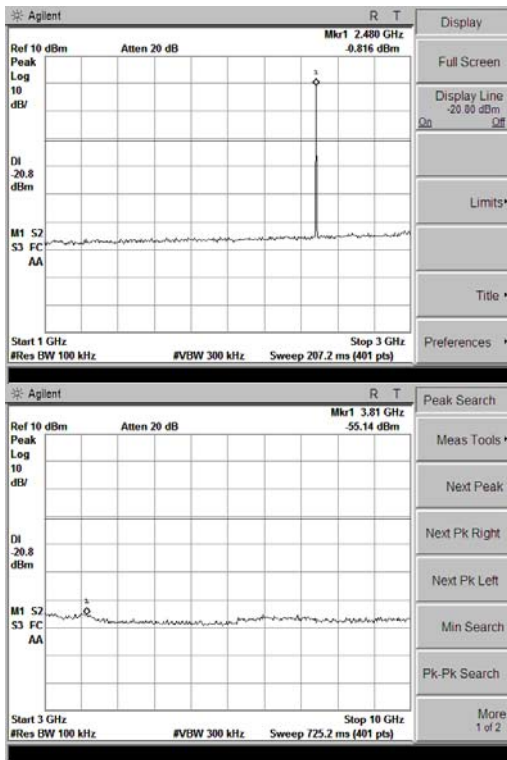 Agilent R T
Mkr1 2.480 GHz
Ref 10 dBm Atten 20 dB -0.816 dBm
Peak
Log
10
dB/
1
DI
-20.8
dBm
M1 S2
S3 FC
AA
Start 1 GHz Stop 3 GHz
#Res BW 100 kHz #VBW 300 kHz Sweep 207.2 ms (401 pts)
Display
Full Screen
Display Line
-20.80 dBm
On Off
Limits
Title
Preferences
Agilent R T
Mkr1 3.81 GHz
Ref 10 dBm Atten 20 dB -55.14 dBm
Peak
Log
10
dB/
DI
-20.8
dBm
1
M1 S2
S3 FC
AA
Start 3 GHz Stop 10 GHz
#Res BW 100 kHz #VBW 300 kHz Sweep 725.2 ms (401 pts)
Peak Search
Meas Tools
Next Peak
Next Pk Right
Next Pk Left
Min Search
Pk-Pk Search
More
1 of 2